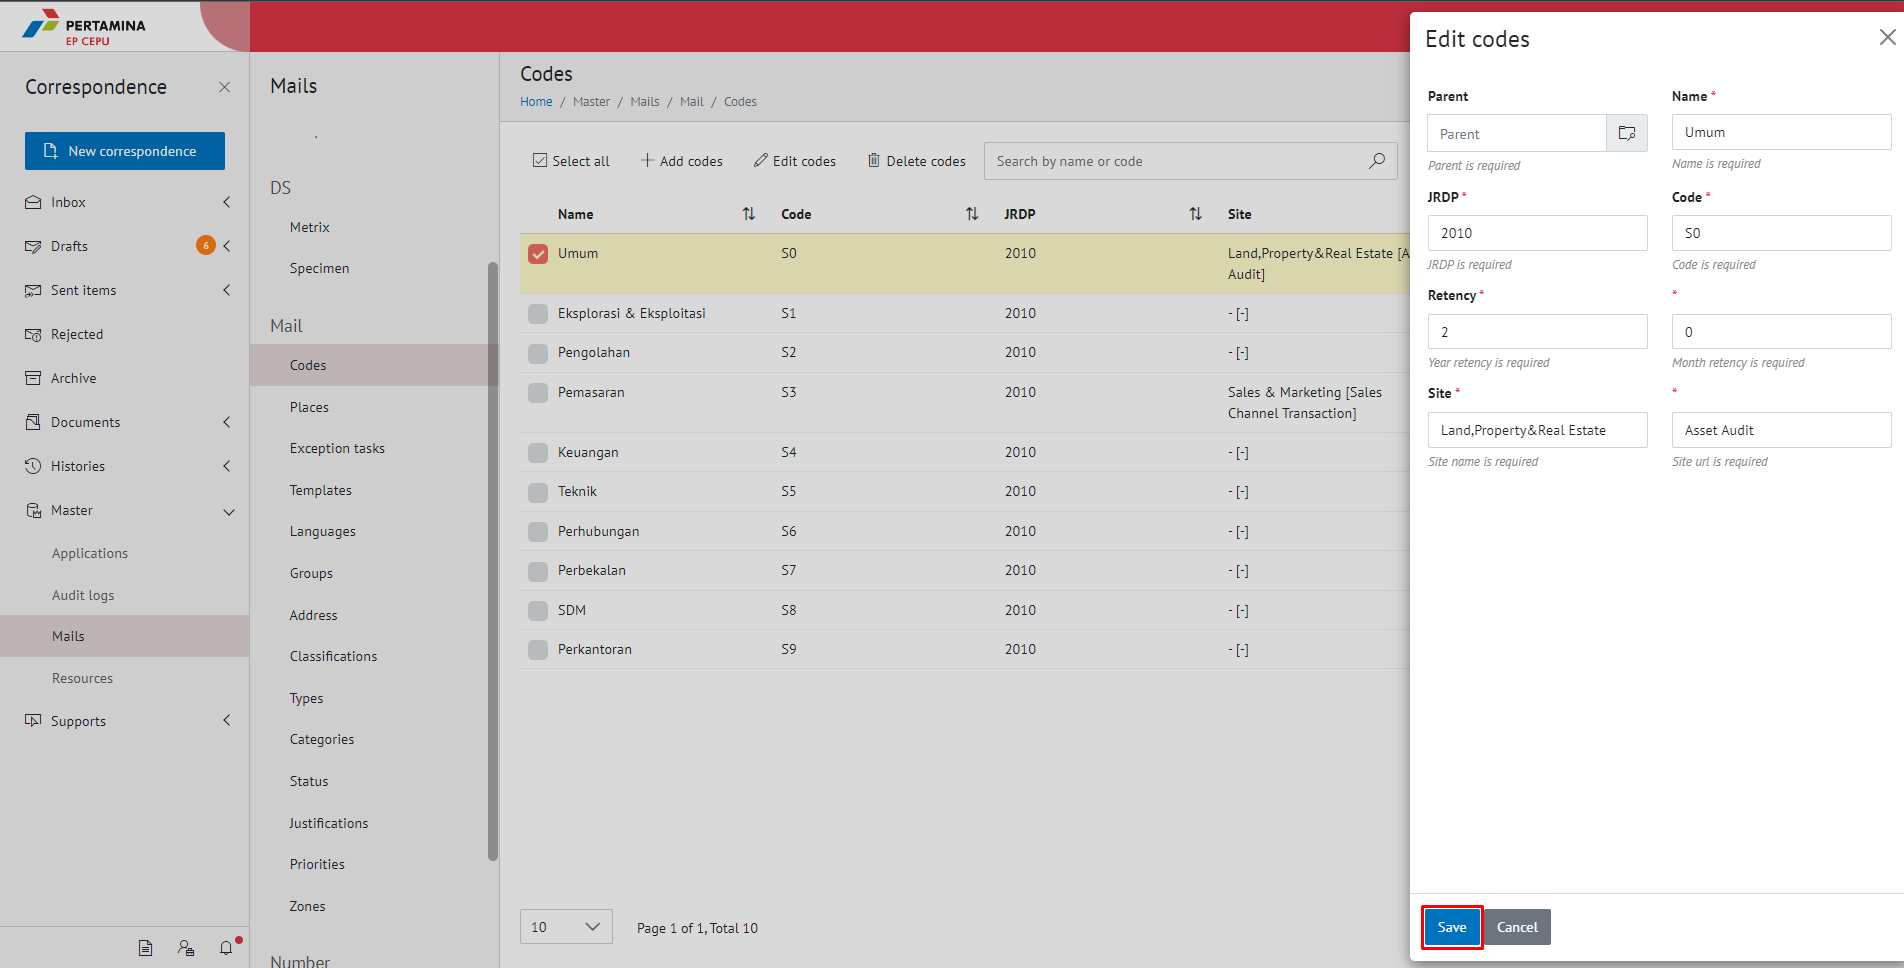 PERTAMINA
EP CEPU
Correspondence
New correspondence
Inbox
Drafts
6
Sent items
Rejected
Archive
Documents
Histories
Master
Applications
Audit logs
Mails
Resources
Supports
Mails
DS
Metrix
Specimen
Mail
Codes
Places
Exception tasks
Templates
Languages
Groups
Address
Classifications
Types
Categories
Status
Justifications
Priorities
Zones
Number
Codes
Home / Master / Mails / Mail / Codes
Select all Add codes Edit codes Delete codes Search by name or code
Name Code JRDP Site
Umum S0 2010 Land,Property&Real Estate [A
Audit]
Eksplorasi & Eksploitasi S1 2010 - [-]
Pengolahan S2 2010 - [-]
Pemasaran S3 2010 Sales & Marketing [Sales
Channel Transaction]
Keuangan S4 2010 - [-]
Teknik S5 2010 - [-]
Perhubungan S6 2010 - [-]
Perbekalan S7 2010 - [-]
SDM S8 2010 - [-]
Perkantoran S9 2010 - [-]
10 Page 1 of 1, Total 10
Edit codes
Parent Name *
Parent Umum
Parent is required Name is required
JRDP * Code *
2010 S0
JRDP is required Code is required
Retency * *
2 0
Year retency is required Month retency is required
Site * *
Land,Property&Real Estate Asset Audit
Site name is required Site url is required
Save Cancel